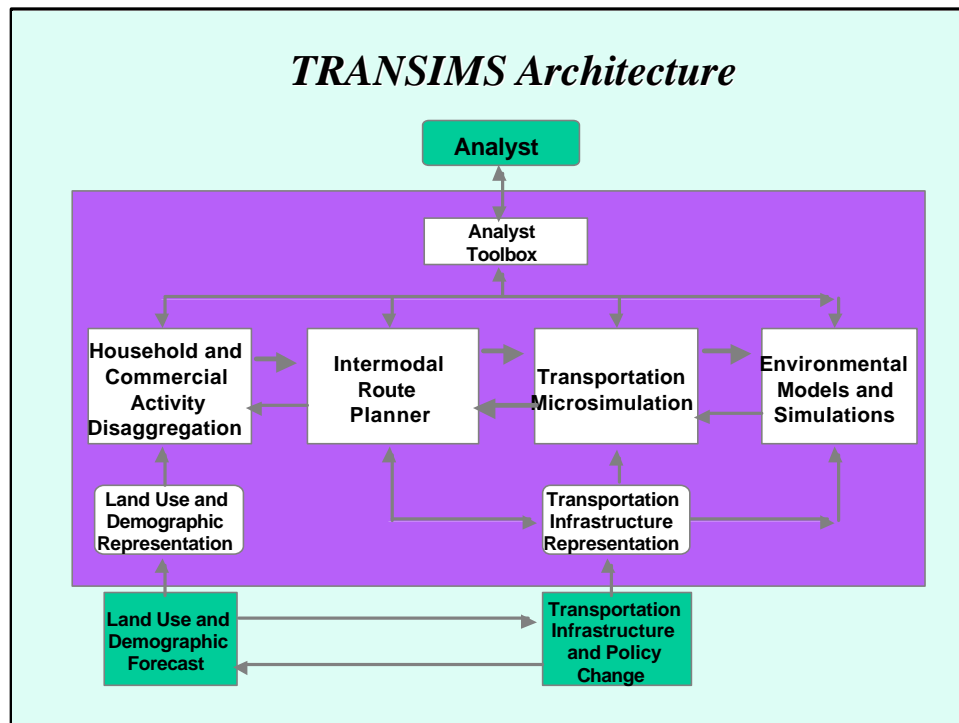 TRANSIMS Architecture
Analyst
Analyst
Toolbox
Household and
Commercial
Activity
Disaggregation
Intermodal
Route
Planner
Transportation
Microsimulation
Environmental
Models and
Simulations
Land Use and
Demographic
Representation
Transportation
Infrastructure
Representation
Land Use and
Demographic
Forecast
Transportation
Infrastructure
and Policy
Change